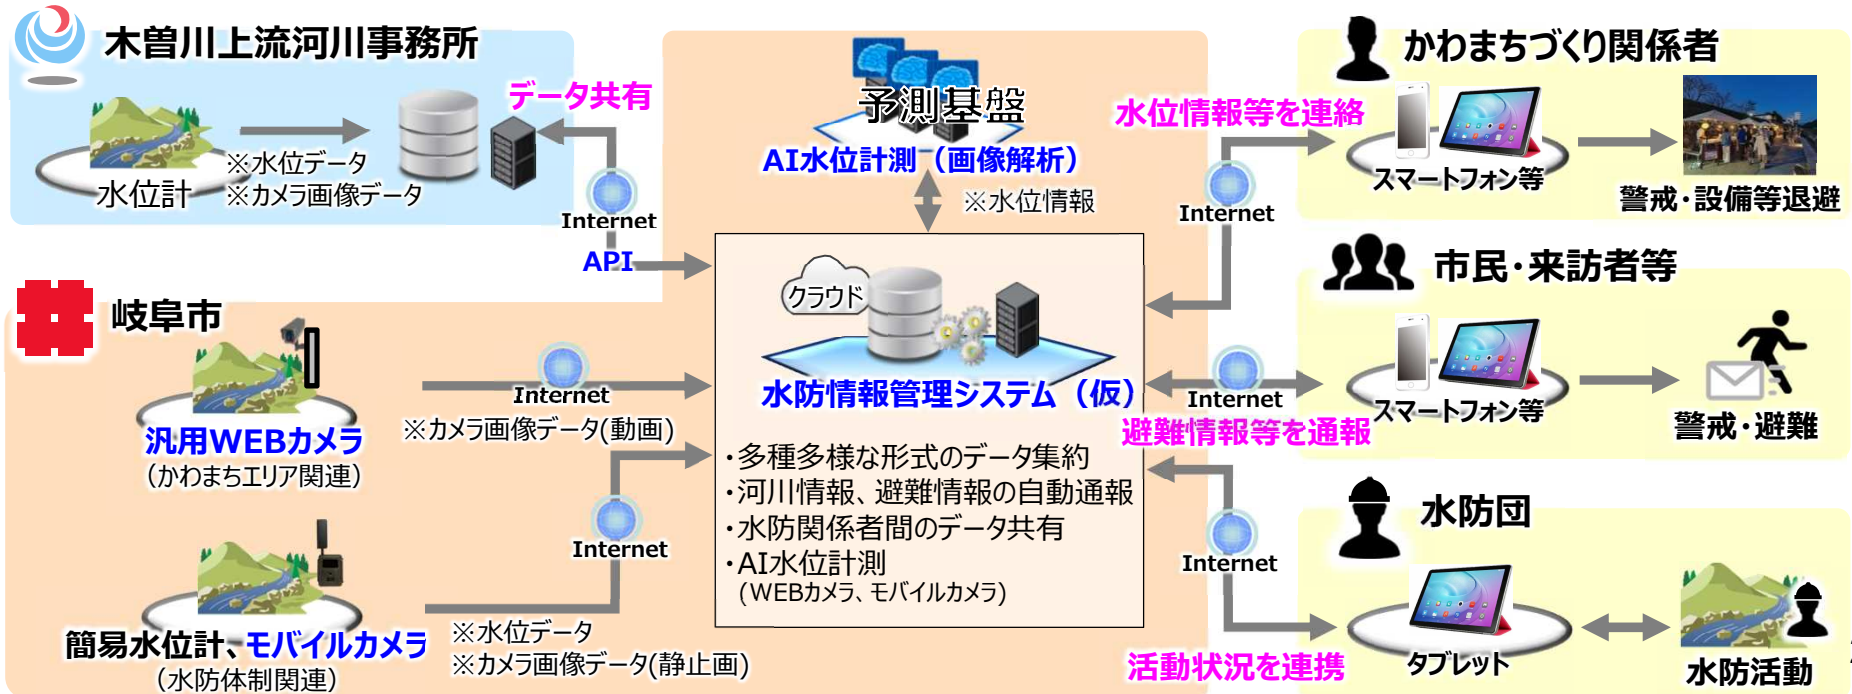 木曽川上流河川事務所
データ共有
※水位データ
※カメラ画像データ
水位計
Internet
API
予測基盤
AI水位計測（画像解析）
※水位情報
クラウド
水防情報管理システム（仮）
・多種多様な形式のデータ集約
・河川情報、避難情報の自動通報
・水防関係者間のデータ共有
・AI水位計測
(WEBカメラ、モバイルカメラ)
岐阜市
汎用WEBカメラ
（かわまちエリア関連）
Internet
※カメラ画像データ(動画)
簡易水位計、モバイルカメラ
（水防体制関連）
Internet
※水位データ
※カメラ画像データ(静止画)
かわまちづくり関係者
水位情報等を連絡
Internet
スマートフォン等
警戒・設備等退避
市民・来訪者等
Internet
避難情報等を通報
スマートフォン等
警戒・避難
水防団
Internet
活動状況を連携
タブレット
水防活動